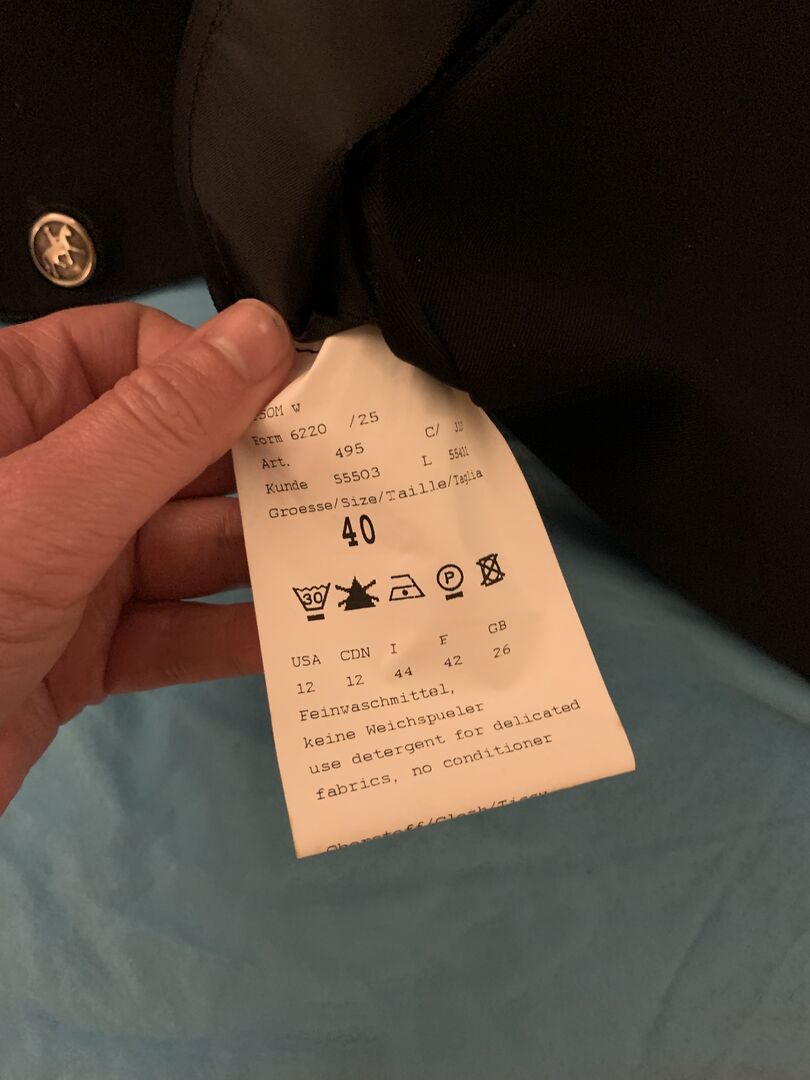 W
Form 6220 /25
Art. 495 C/
Kunde 55503 L
Groesse/Size/Taille/Taglia
40
30 P
USA CDN I F GB
12 12 44 42 26
Feinwaschmittel,
keine Weichspueler
use detergent for delicated
fabrics, no conditioner